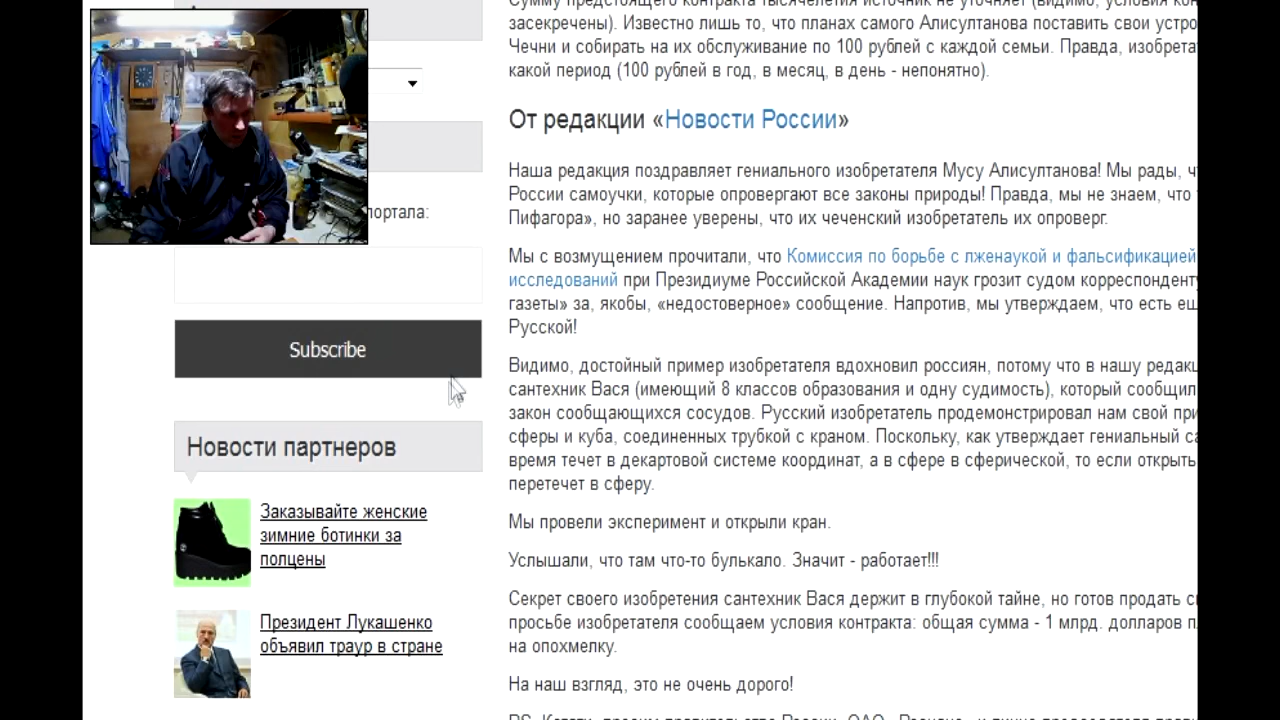 Сумму предстоящего контракта тысячелетия источник не уточняет (видимо, условия
засекречены). Известно лишь то, что планах самого Алисултанова поставить свои
Чечни и собирать на их обслуживание по 100 рублей с каждой семьи. Правда,
какой период (100 рублей в год, в месяц, в день - непонятно).
От редакции «Новости России»
Наша редакция поздравляет гениального изобретателя Мусу Алисултанова! Мы рады,
России самоучки, которые опровергают все законы природы! Правда, мы не знаем, что
Пифагора», но заранее уверены, что их чеченский изобретатель их опроверг.
Мы с возмущением прочитали, что Комиссия по борьбе с лженаукой и фальсификацией
исследований при Президиуме Российской Академии наук грозит судом
газеты» за, якобы, «недостоверное» сообщение. Напротив, мы утверждаем, что есть
Русской!
Видимо, достойный пример изобретателя вдохновил россиян, потому что в нашу
сантехник Вася (имеющий 8 классов образования и одну судимость), который сообщил
закон сообщающихся сосудов. Русский изобретатель продемонстрировал нам свой
сферы и куба, соединенных трубкой с краном. Поскольку, как утверждает гениальный
время течет в декартовой системе координат, а в сфере в сферической, то если открыть
перетечет в сферу.
Мы провели эксперимент и открыли кран.
Услышали, что там что-то булькало. Значит - работает!!!
Секрет своего изобретения сантехник Вася держит в глубокой тайне, но готов продать
просьбе изобретателя сообщаем условия контракта: общая сумма - 1 млрд. долларов
на опохмелку.
На наш взгляд, это не очень дорого!
портала:
Subscribe
Новости партнеров
Заказывайте женские
зимние ботинки за
полцены
Президент Лукашенко
объявил траур в стране